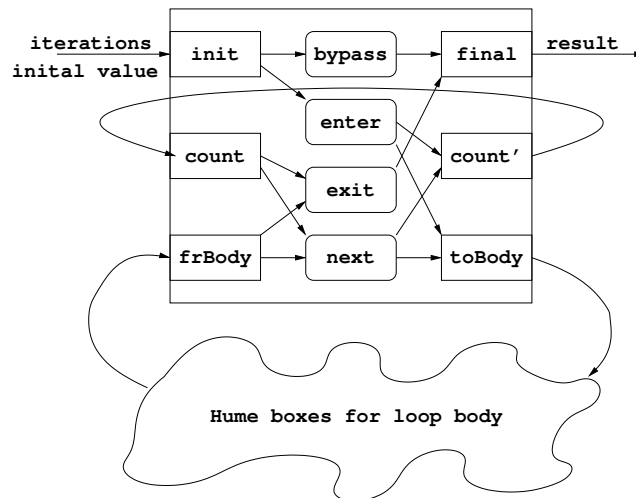 iterations
inital value
init
bypass
final
result
enter
count
count'
exit
frBody
next
toBody
Hume boxes for loop body